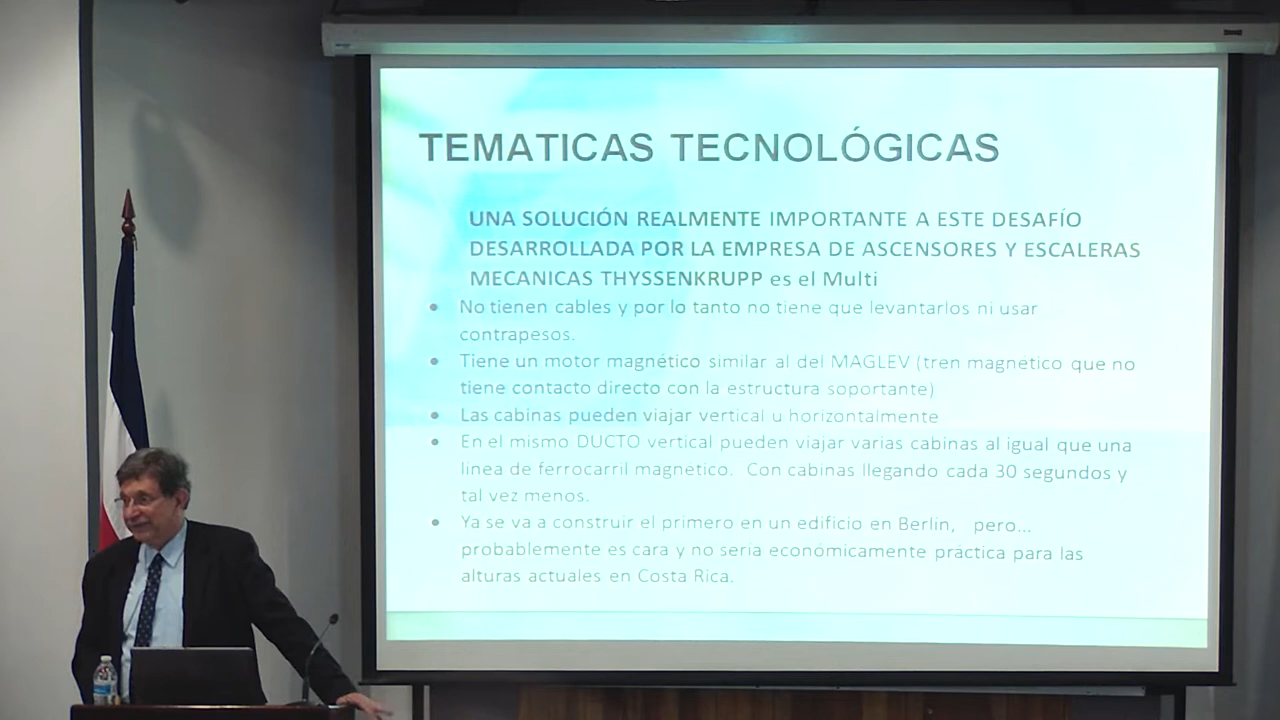 TEMATICAS TECNOLÓGICAS
UNA SOLUCIÓN REALMENTE IMPORTANTE A ESTE DESAFÍO
DESARROLLADA POR LA EMPRESA DE ASCENSORES Y ESCALERAS
MECANICAS THYSSENKRUPP es el Multi
• No tienen cables y por lo tanto no tiene que levantarlos ni usar
contrapesos.
• Tiene un motor magnético similar al del MAGLEV (tren magnetico que no
tiene contacto directo con la estructura soportante)
• Las cabinas pueden viajar vertical u horizontalmente
• En el mismo DUCTO vertical pueden viajar varias cabinas al igual que una
linea de ferrocarril magnético. Con cabinas llegando cada 30 segundos y
tal vez menos.
• Ya se va a construir el primero en un edificio en Berlín, pero...
probablemente es cara y no seria económicamente práctica para las
alturas actuales en Costa Rica.